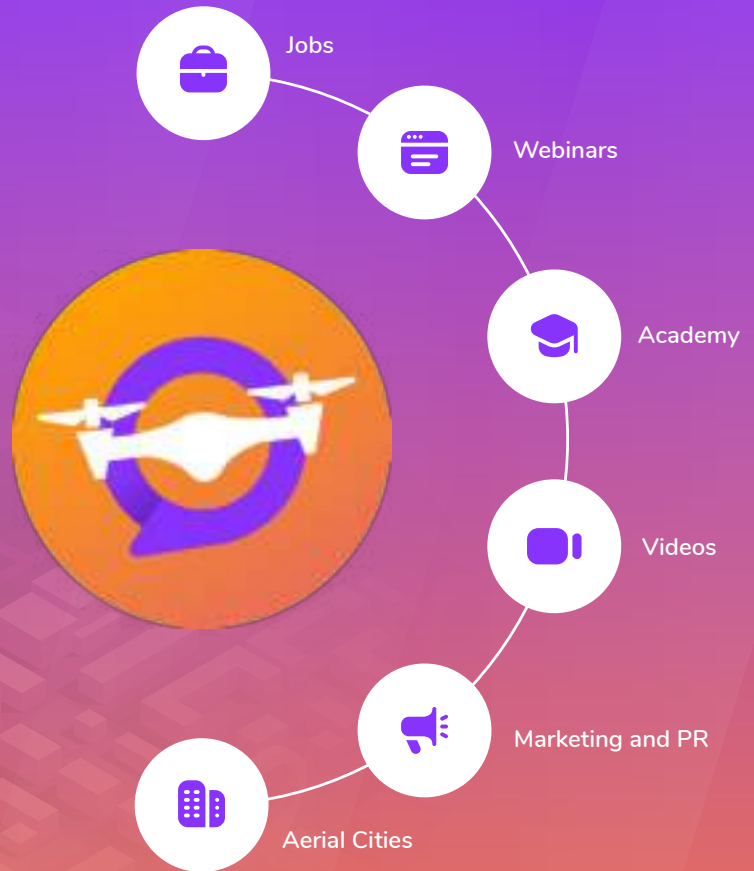 Jobs
Webinars
Academy
Videos
Marketing and PR
Aerial Cities